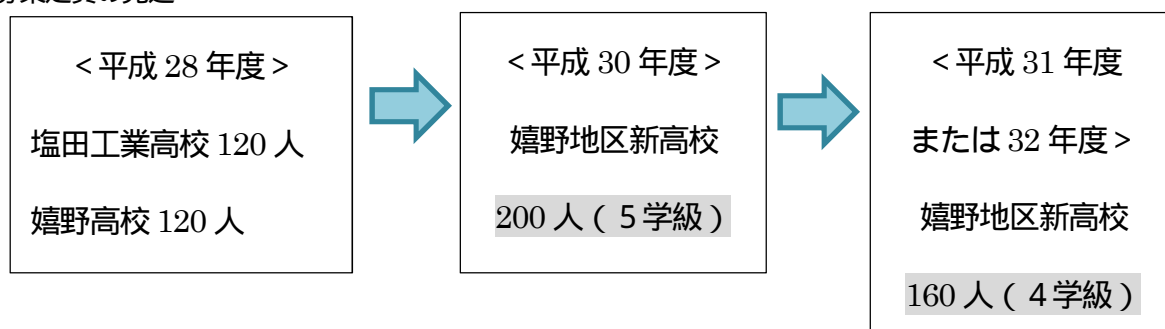 <平成 28 年度>
塩田工業高校 120 人
嬉野高校 120 人
<平成 30 年度>
嬉野地区新高校
200 人(5学級)
<平成 31 年度
または 32 年度>
嬉野地区新高校
160 人(4学級)